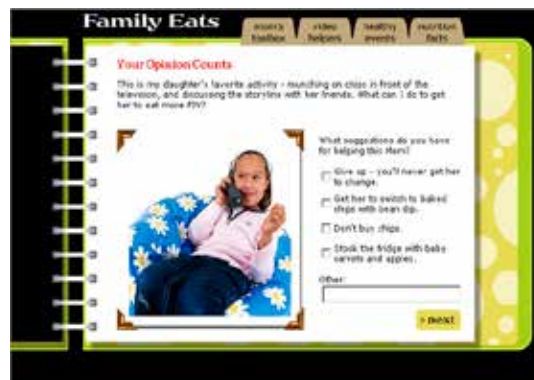 Family Eats
mom's toolbox
video helpers
healthy events
nutrition facts
Your Opinion Counts
This is my daughter's favorite activity - munching on chips in front of the
television, and discussing the storyline with her friends. What can I do to get
her to eat more FJV?
What suggestions do you have
for helping this Mom?
Give up - you'll never get her
to change.
Get her to switch to baked
chips with bean dip.
Don't buy chips.
Stock the fridge with baby
carrots and apples.
Other:
> next